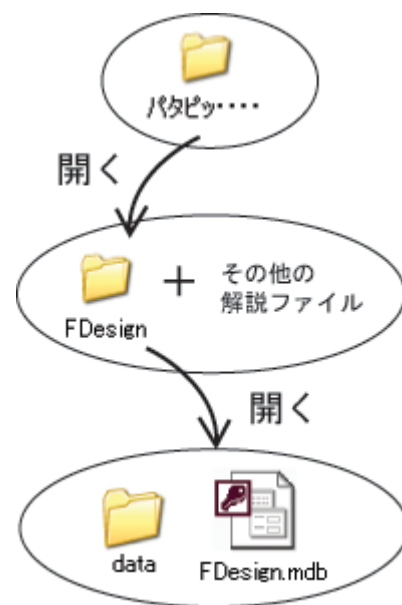 パタピッ・・・・
開く
FDesign
+
その他の
解説ファイル
開く
data
FDesign.mdb